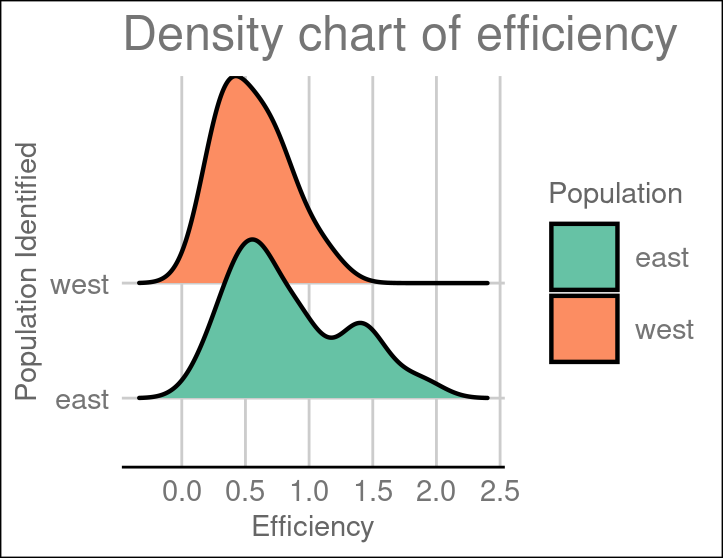 Density chart of efficiency
Population Identified
west
east
0.0 0.5 1.0 1.5 2.0 2.5
Efficiency
Population
east
west